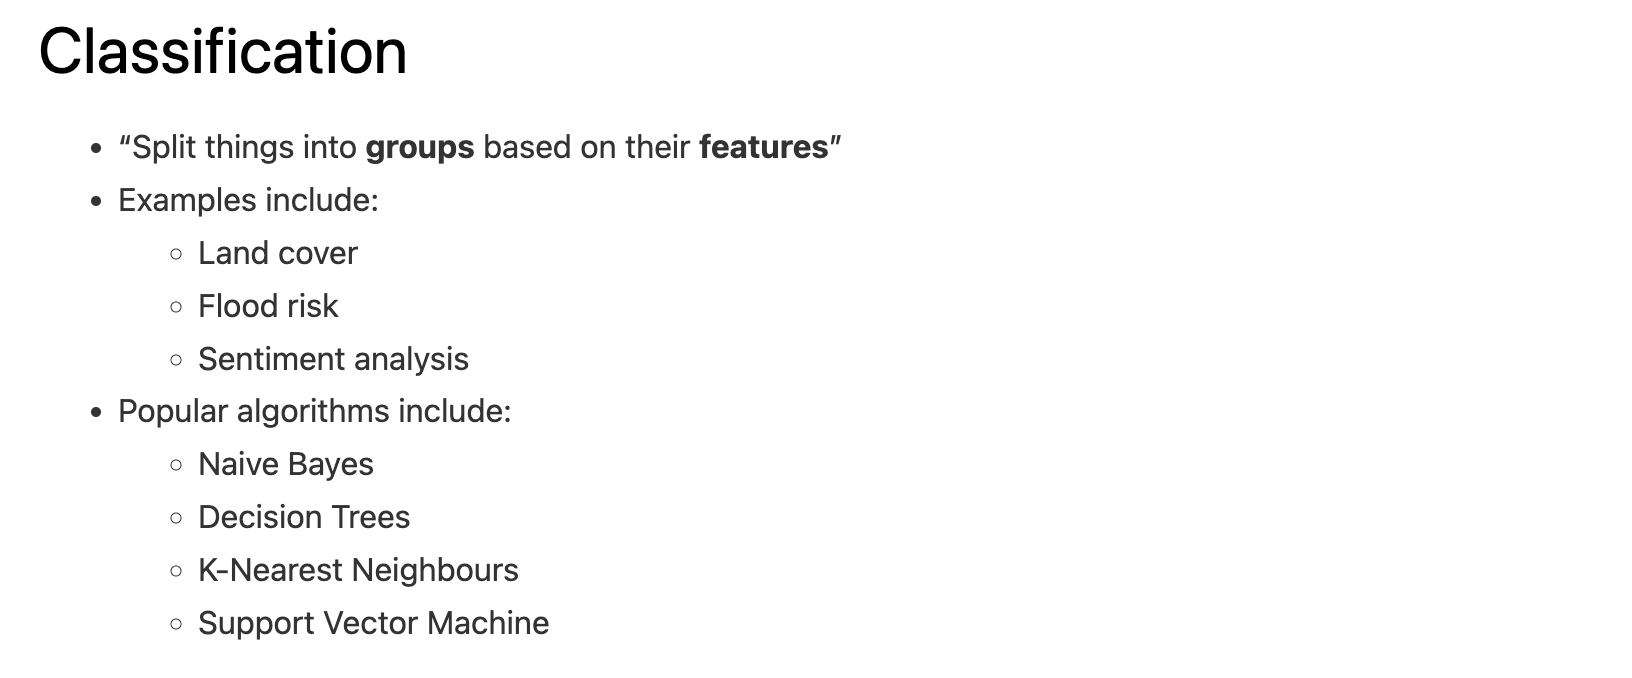 Classification
• “Split things into groups based on their features”
• Examples include:
◦ Land cover
◦ Flood risk
◦ Sentiment analysis
• Popular algorithms include:
◦ Naive Bayes
◦ Decision Trees
◦ K-Nearest Neighbours
◦ Support Vector Machine